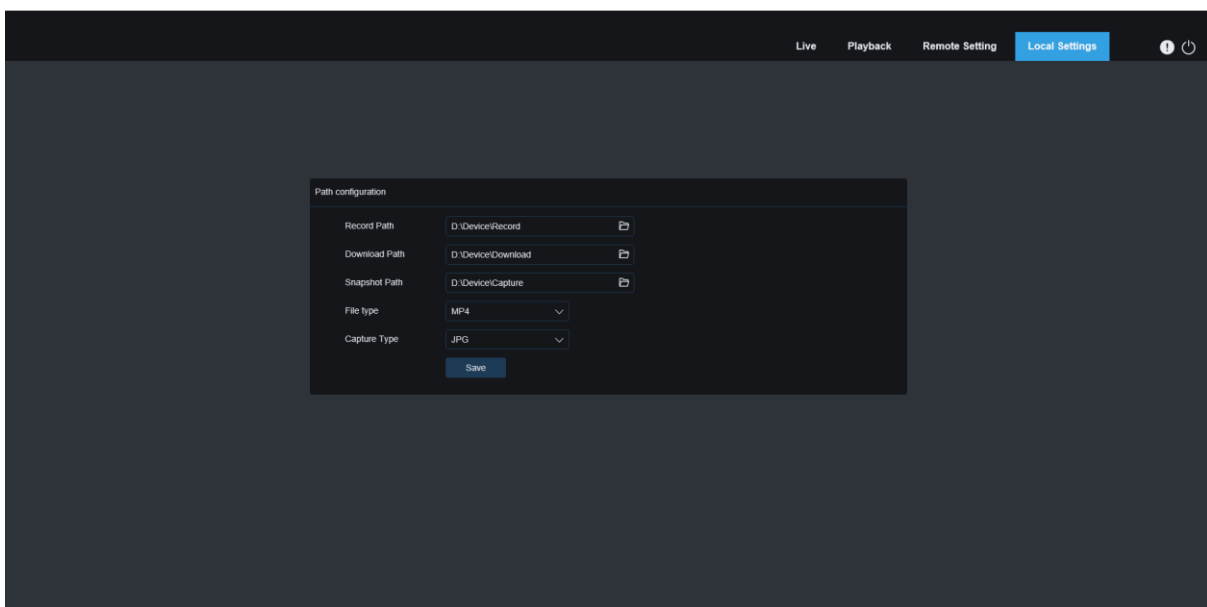 Live Playback Remote Setting Local Settings
Path configuration
Record Path D:\Device\Record
Download Path D:\Device\Download
Snapshot Path D:\Device\Capture
File type MP4
Capture Type JPG
Save